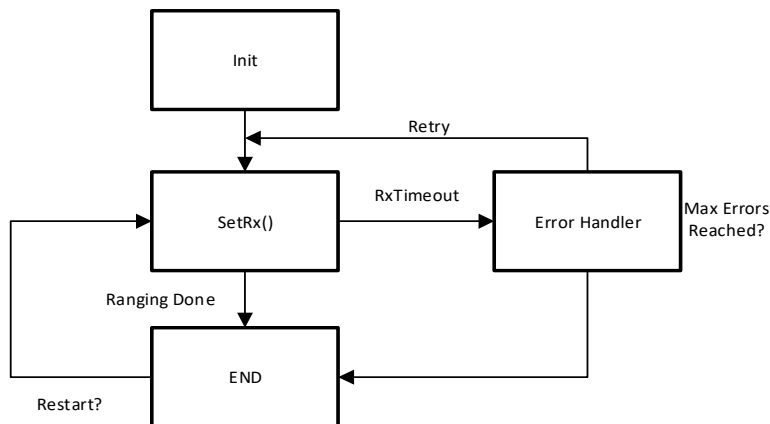 Init
Retry
RxTimeout
SetRx()
Error Handler
Max Errors
Reached?
Ranging Done
END
Restart?